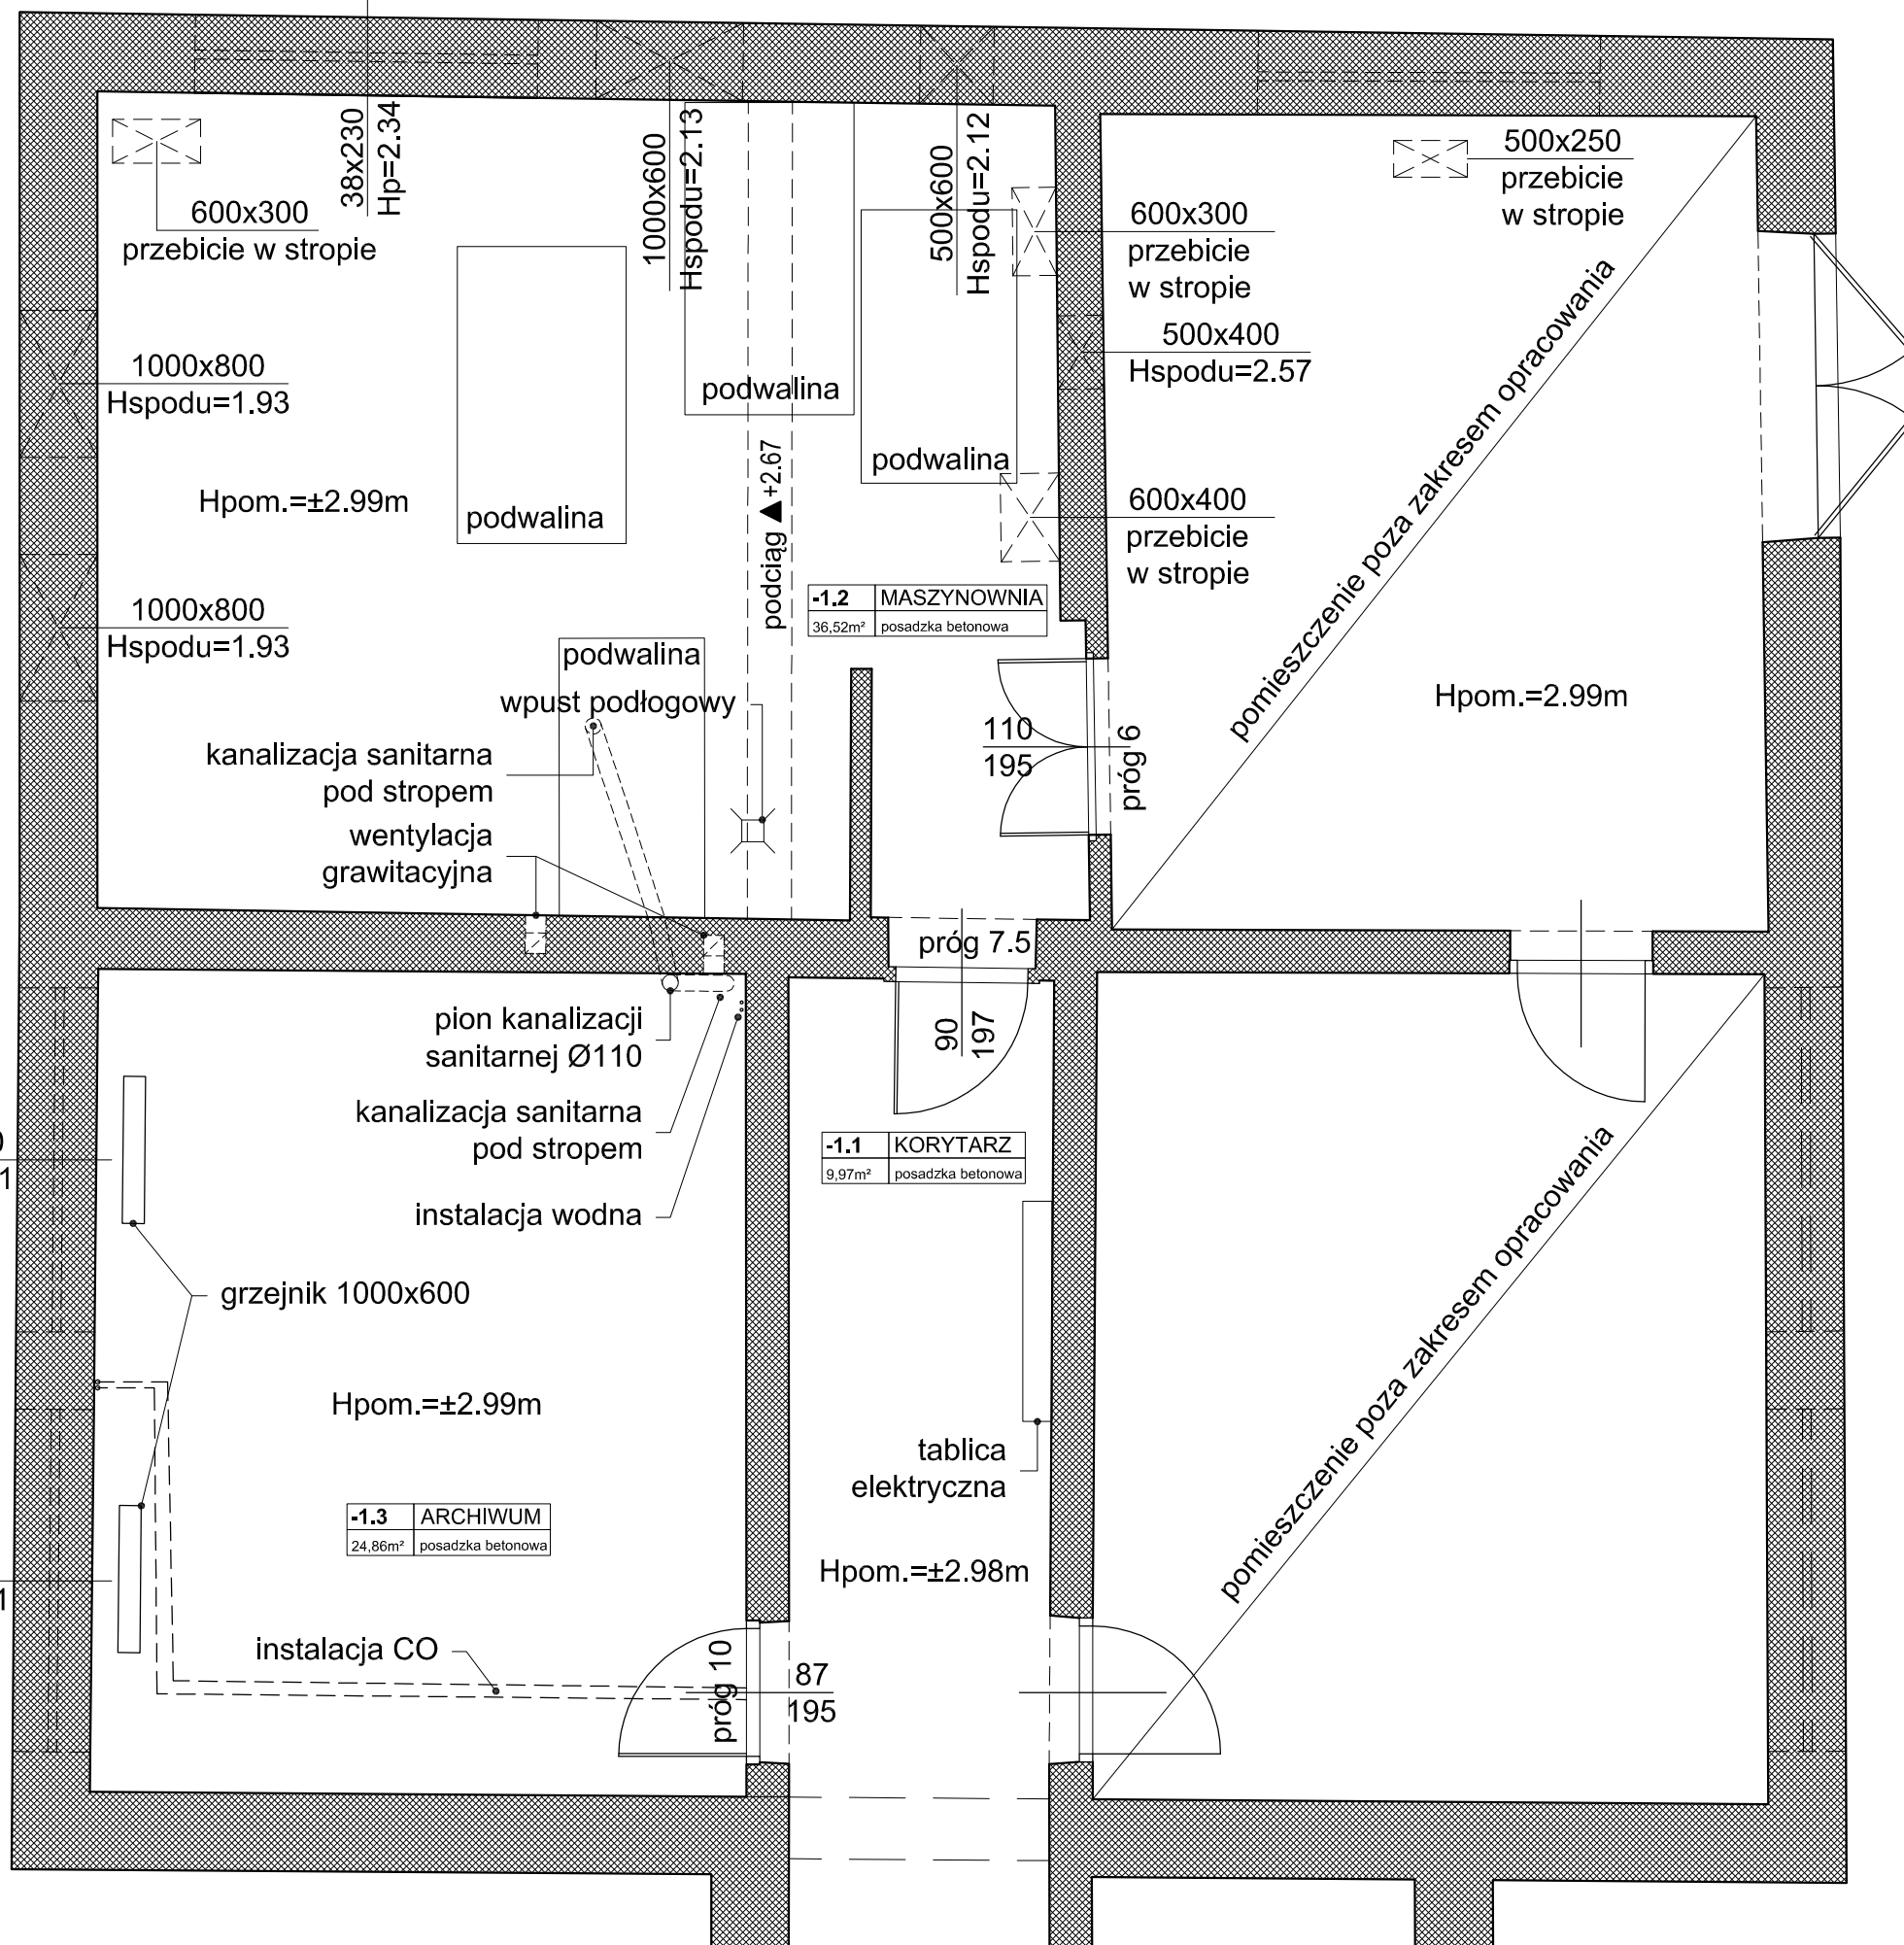 38x230
Hp=2.34
1000x600
Hspodu=2.13
500x600
Hspodu=2.12
600x300
przebicie w stropie
500x250
przebicie
w stropie
600x300
przebicie
w stropie
500x400
Hspodu=2.57
600x400
przebicie
w stropie
1000x800
Hspodu=1.93
Hpom.=±2.99m
1000x800
Hspodu=1.93
podwalina
podwalina
podwalina
podciąg ▲+2.67
-1.2 MASZYNOWNIA
36,52m² posadzka betonowa
podwalina
wpust podłogowy
kanalizacja sanitarna
pod stropem
wentylacja
grawitacyjna
110
195
próg 6
pomieszczenie poza zakresem opracowania
Hpom.=2.99m
próg 7.5
90
197
pion kanalizacji
sanitarnej Ø110
kanalizacja sanitarna
pod stropem
instalacja wodna
-1.1 KORYTARZ
9,97m² posadzka betonowa
grzejnik 1000x600
Hpom.=±2.99m
tablica
elektryczna
-1.3 ARCHIWUM
24,86m² posadzka betonowa
Hpom.=±2.98m
instalacja CO
próg 10
87
195
pomieszczenie poza zakresem opracowania